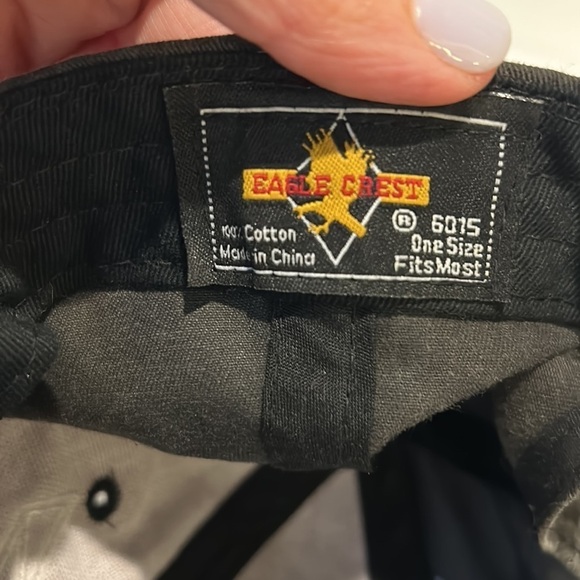 EAGLE CREST
® 6015
100% Cotton
One Size
Made in China
Fits Most